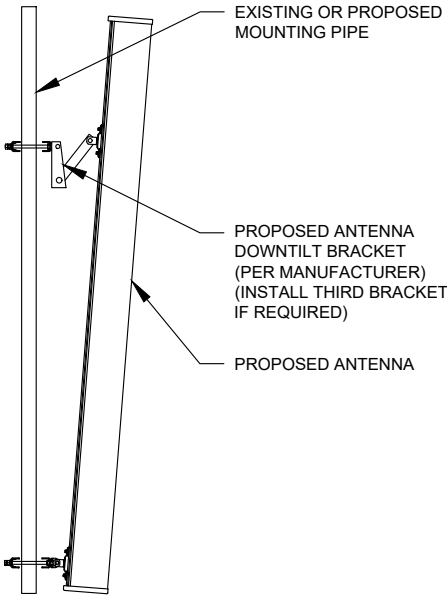 EXISTING OR PROPOSED
MOUNTING PIPE
PROPOSED ANTENNA
DOWNTILT BRACKET
(PER MANUFACTURER)
(INSTALL THIRD BRACKET
IF REQUIRED)
PROPOSED ANTENNA